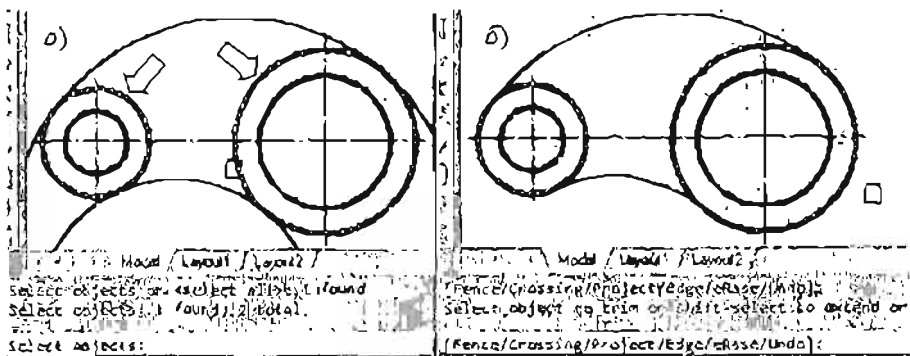 а)
Model / Layout1 / Layout2 /
Select objects or <select all>: 1 found
Select objects: 1 found, 2 total
Select objects:
б)
Model / Layout1 / Layout2
[Fence/Crossing/Project/Edge/eRase/Undo]:
Select object to trim or shift-select to extend or
[Fence/Crossing/Project/Edge/eRase/Undo]: